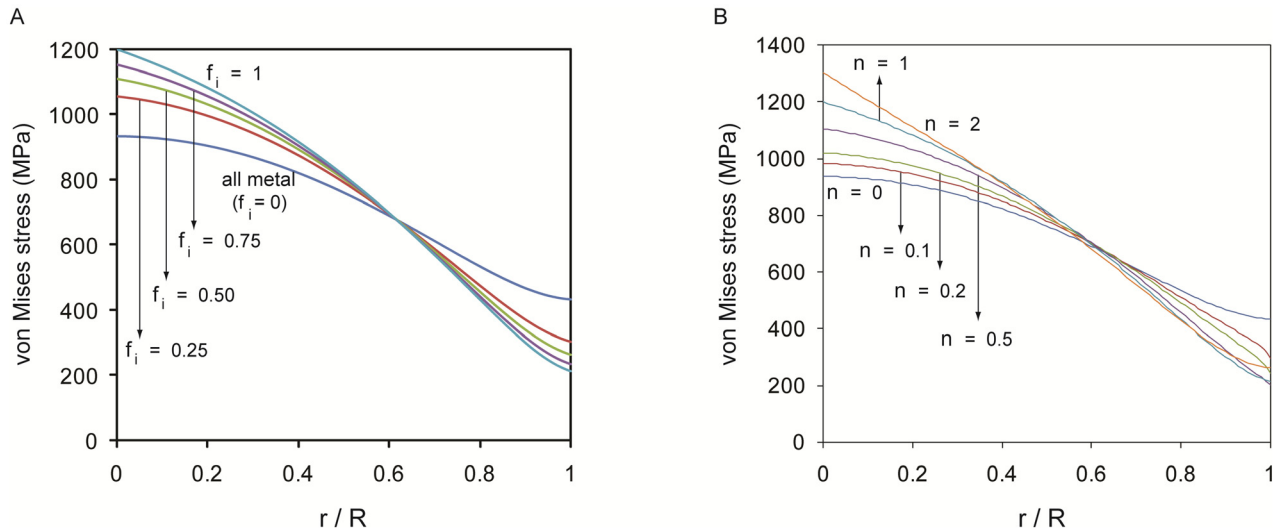 A
1200
1000
800
600
400
200
0
von Mises stress (MPa)
f i = 1
all metal
(f i = 0)
f i = 0.75
f i = 0.50
f i = 0.25
0 0.2 0.4 0.6 0.8 1
r / R
B
1400
1200
1000
800
600
400
200
0
von Mises stress (MPa)
n = 1
n = 2
n = 0
n = 0.1
n = 0.2
n = 0.5
0 0.2 0.4 0.6 0.8 1
r / R